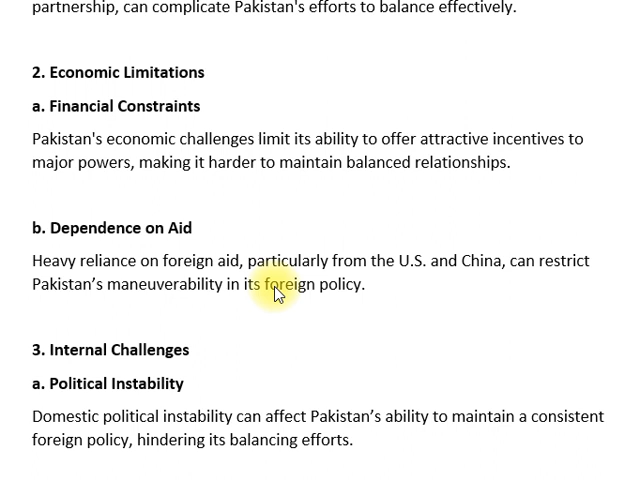 partnership, can complicate Pakistan's efforts to balance effectively.
2. Economic Limitations
a. Financial Constraints
Pakistan's economic challenges limit its ability to offer attractive incentives to
major powers, making it harder to maintain balanced relationships.
b. Dependence on Aid
Heavy reliance on foreign aid, particularly from the U.S. and China, can restrict
Pakistan’s maneuverability in its foreign policy.
3. Internal Challenges
a. Political Instability
Domestic political instability can affect Pakistan’s ability to maintain a consistent
foreign policy, hindering its balancing efforts.